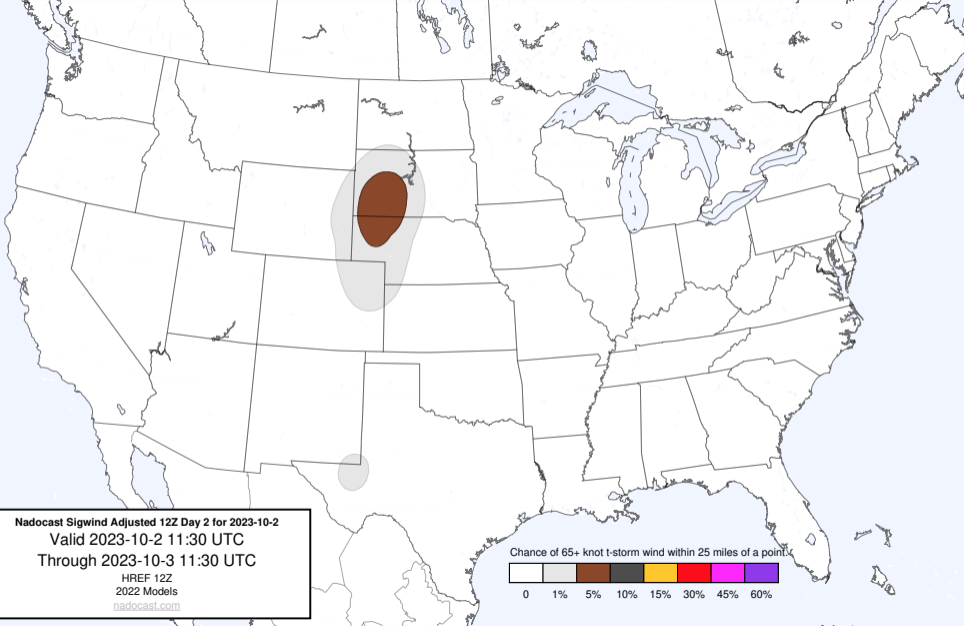 Nadocast Sigwind Adjusted 12Z Day 2 for 2023-10-2
Valid 2023-10-2 11:30 UTC
Through 2023-10-3 11:30 UTC
HREF 12Z
2022 Models
nadocast.com
Chance of 65+ knot t-storm wind within 25 miles of a point.
0 1% 5% 10% 15% 30% 45% 60%